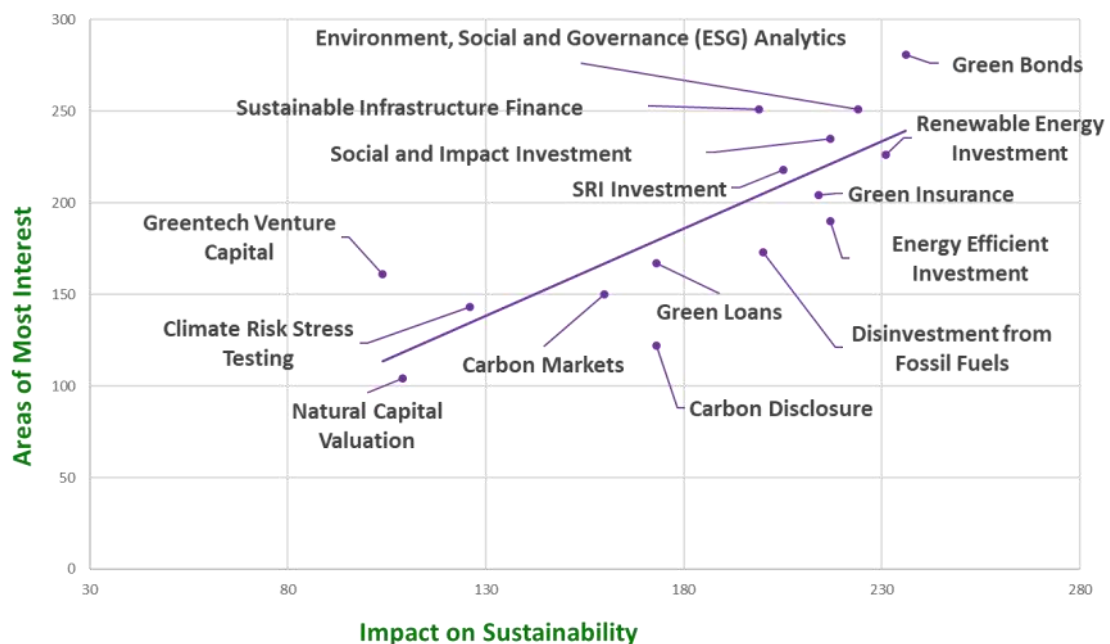 300
Environment, Social and Governance (ESG) Analytics
Green Bonds
250
Sustainable Infrastructure Finance
Renewable Energy
Investment
Social and Impact Investment
SRI Investment
Green Insurance
200
Greentech Venture
Capital
Energy Efficient
Investment
150
Green Loans
Climate Risk Stress
Testing
Carbon Markets
Disinvestment from
Fossil Fuels
100
Natural Capital
Valuation
Carbon Disclosure
50
0
30
80
130
180
230
280
Areas of Most Interest
Impact on Sustainability